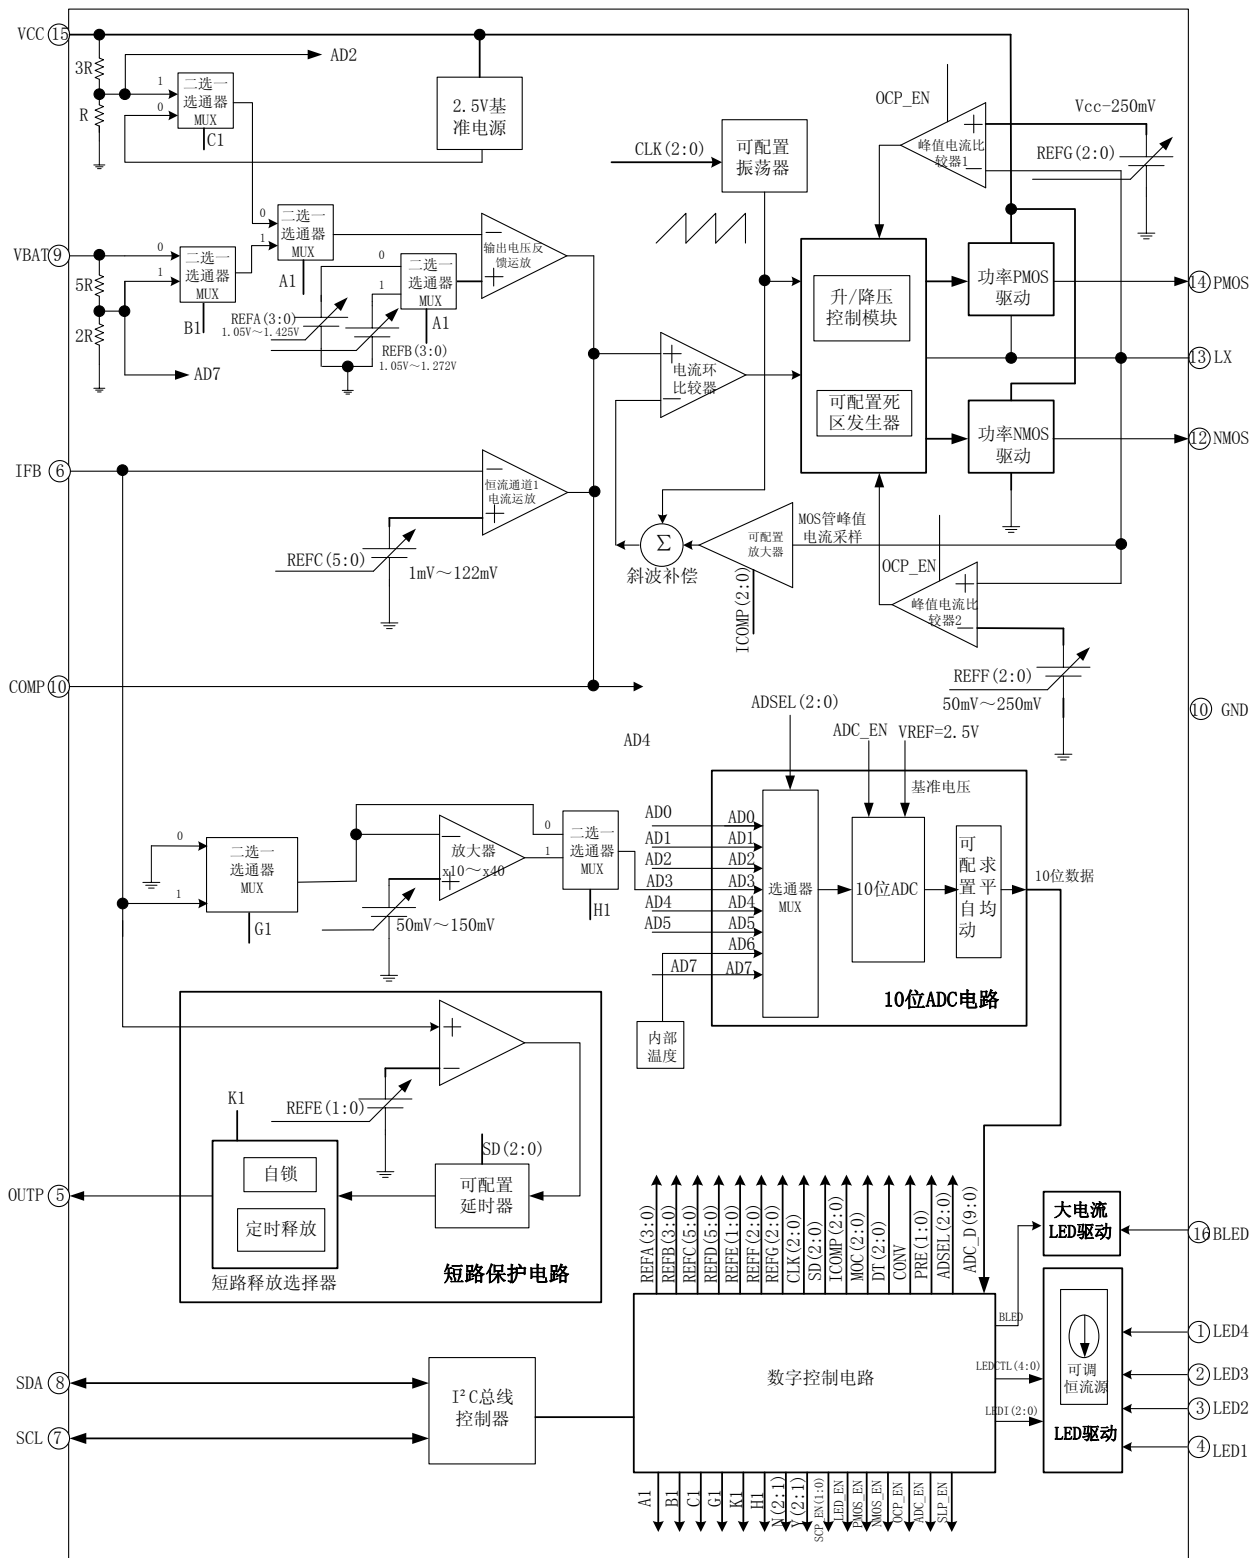 VCC 15
3R
AD2
二选一
选通器
MUX
1
0
R
C1
2.5V基
准电源
CLK(2:0)
可配置
振荡器
OCP_EN
峰值电流比
较器1
+
−
Vcc-250mV
REFG(2:0)
VBAT 9
5R
2R
0
1
二选一
选通器
MUX
B1
AD7
0
1
二选一
选通器
MUX
A1
−
输出电压反
馈运放
+
0
1
二选一
选通器
MUX
A1
REFA(3:0)
1.05V～1.425V
REFB(3:0)
1.05V～1.272V
+
电流环
比较器
−
升/降压
控制模块
可配置死
区发生器
功率PMOS
驱动
14 PMOS
13 LX
功率NMOS
驱动
12 NMOS
IFB 6
−
恒流通道1
电流运放
+
REFC(5:0)
1mV～122mV
Σ
斜波补偿
可配置
放大器
ICOMP(2:0)
MOS管峰值
电流采样
OCP_EN
+
峰值电流比
较器2
−
REFF(2:0)
50mV～250mV
COMP 10
10 GND
AD4
ADSEL(2:0)
ADC_EN
VREF=2.5V
基准电压
0
1
二选一
选通器
MUX
G1
−
放大器
x10～x40
+
50mV～150mV
0
1
二选一
选通器
MUX
H1
AD0 AD0
AD1 AD1
AD2 AD2
AD3 AD3
AD4 AD4
AD5 AD5
AD6
AD7 AD7
选通器
MUX
10位ADC
可配置自动
求平均
10位数据
10位ADC电路
内部
温度
+
−
REFE(1:0)
K1
SD(2:0)
自锁
定时释放
短路释放选择器
可配置
延时器
短路保护电路
OUTP 5
REFA(3:0)
REFB(3:0)
REFC(5:0)
REFD(5:0)
REFE(1:0)
REFF(2:0)
REFG(2:0)
CLK(2:0)
SD(2:0)
ICOMP(2:0)
MOC(2:0)
DT(2:0)
CONV
PRE(1:0)
ADSEL(2:0)
ADC_D(9:0)
大电流
LED驱动
16 BLED
BLED
LEDCTL(4:0)
LEDI(2:0)
可调
恒流源
LED驱动
1 LED4
2 LED3
3 LED2
4 LED1
SDA 8
SCL 7
I²C总线
控制器
数字控制电路
A1
B1
C1
G1
K1
H1
N(2:1)
V(2:1)
SCP_EN(1:0)
LED_EN
PMOS_EN
NMOS_EN
OCP_EN
ADC_EN
SLP_EN